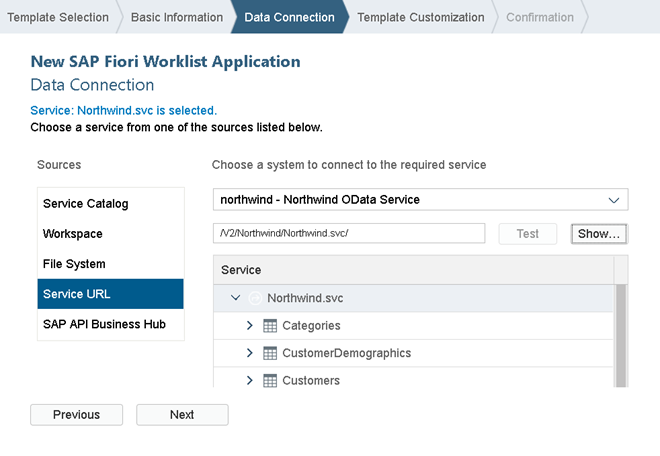 Template Selection Basic Information Data Connection Template Customization Confirmation
New SAP Fiori Worklist Application
Data Connection
Service: Northwind.svc is selected.
Choose a service from one of the sources listed below.
Sources
Service Catalog
Workspace
File System
Service URL
SAP API Business Hub
Choose a system to connect to the required service
northwind - Northwind OData Service
/V2/Northwind/Northwind.svc/ Test Show...
Service
Northwind.svc
Categories
CustomerDemographics
Customers
Previous Next